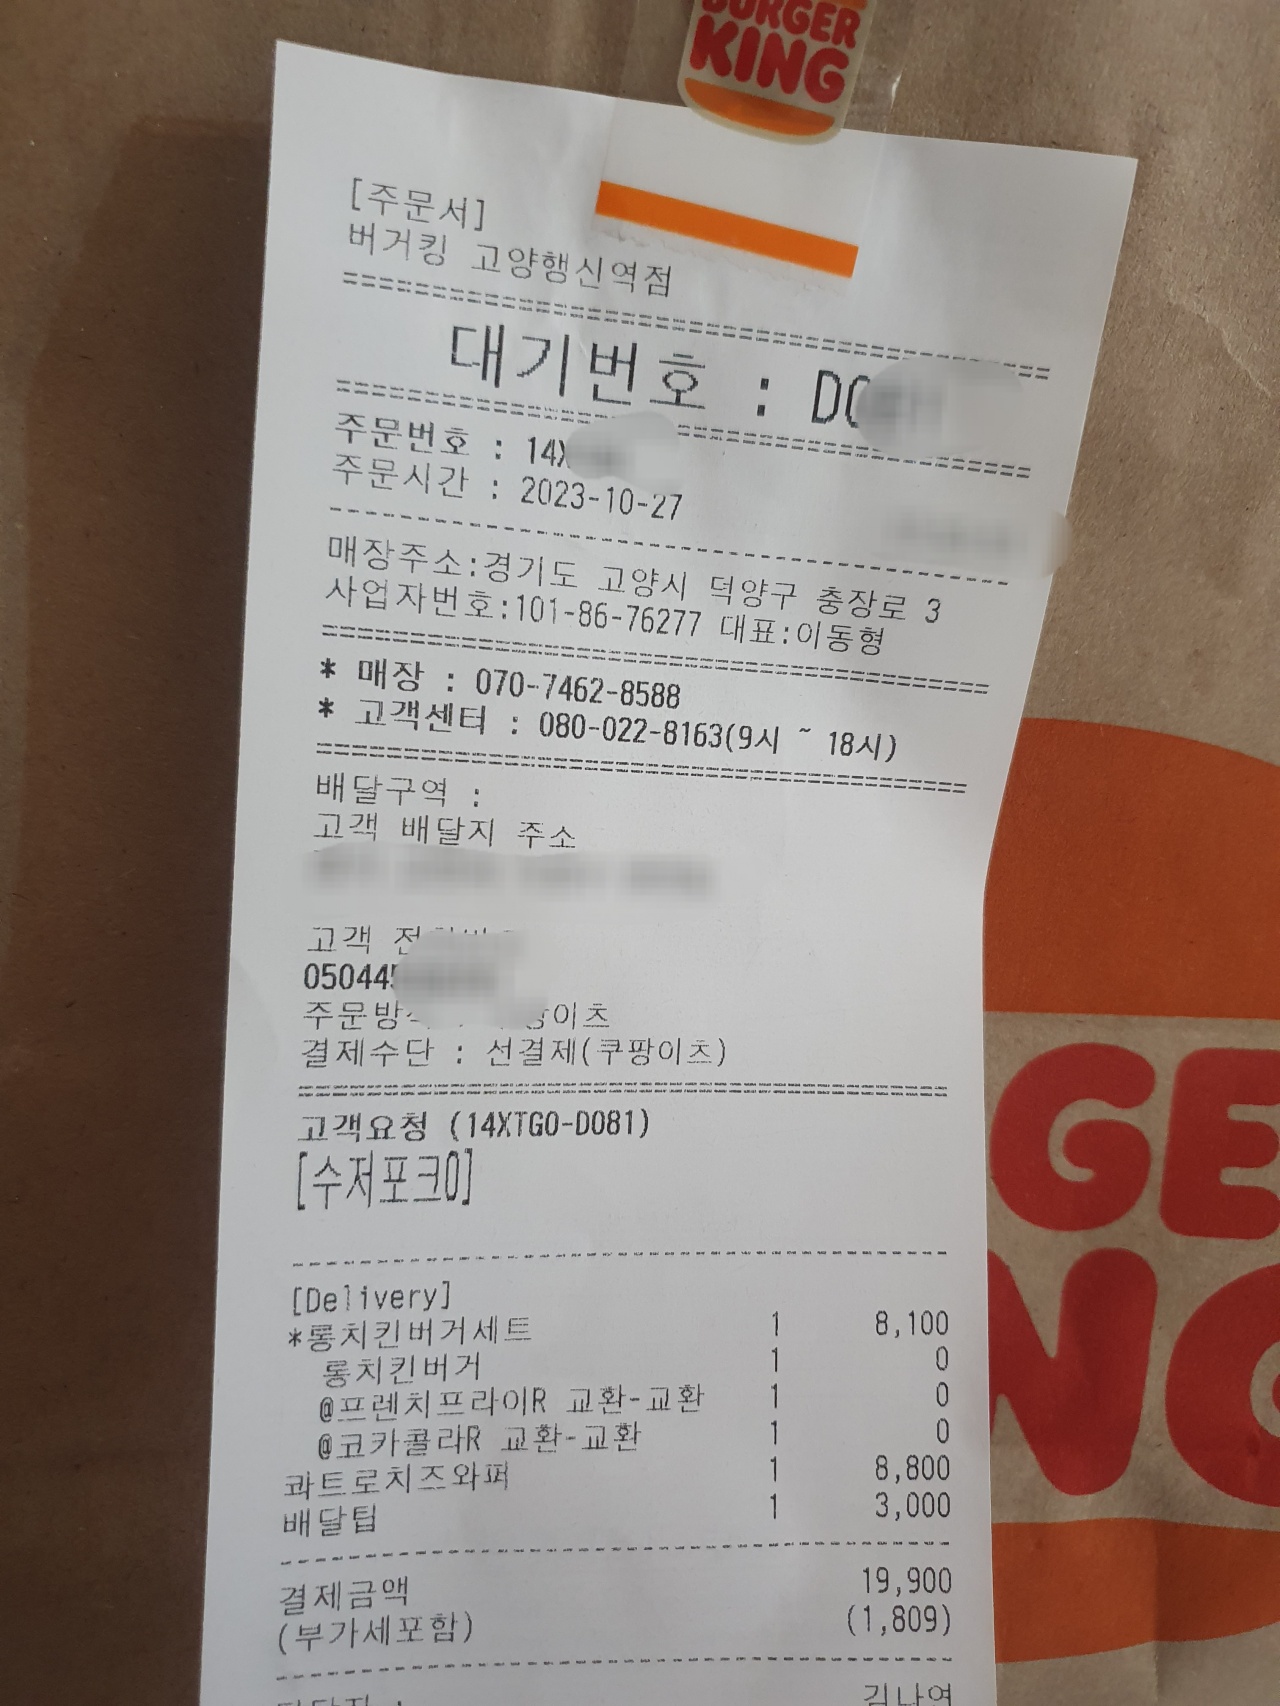 BURGER
KING
[주문서]
버거킹 고양행신역점
대기번호 : D0
주문번호 : 14X
주문시간 : 2023-10-27
매장주소:경기도 고양시 덕양구 충장로 3
사업자번호:101-86-76277 대표:이동형
* 매장 : 070-7462-8588
* 고객센터 : 080-022-8163(9시 ~ 18시)
배달구역 :
고객 배달지 주소
고객
05044
결제수단 : 선결제(쿠팡이츠)
고객요청 (14XTG0-D081)
[수저포크O]
[Delivery]
*롱치킨버거세트 1 8,100
롱치킨버거 1 0
@프렌치프라이R 교환-교환 1 0
@코카콜라R 교환-교환 1 0
콰트로치즈와퍼 1 8,800
배달팁 1 3,000
결제금액 19,900
(부가세포함) (1,809)
김나연
GE
NG